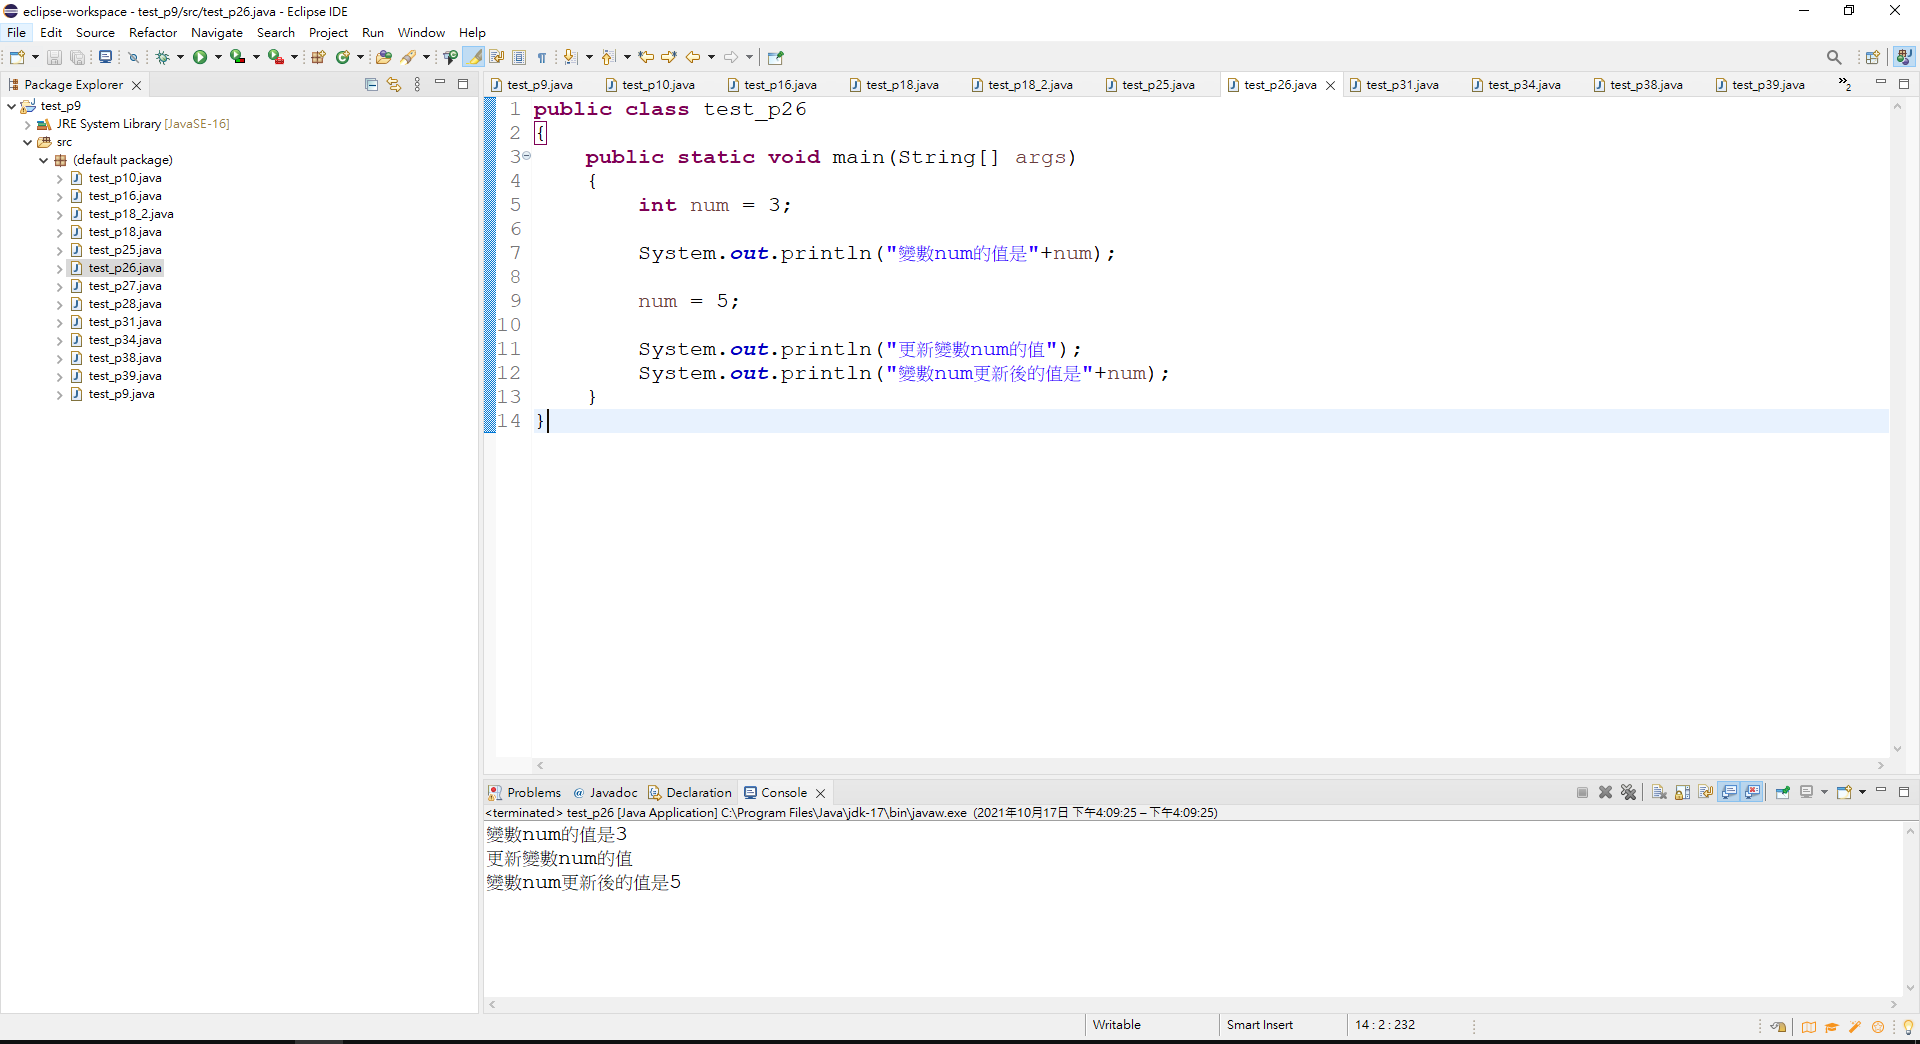 eclipse-workspace - test_p9/src/test_p26.java - Eclipse IDE
File Edit Source Refactor Navigate Search Project Run Window Help
Package Explorer
test_p9
JRE System Library [JavaSE-16]
src
(default package)
test_p10.java
test_p16.java
test_p18_2.java
test_p18.java
test_p25.java
test_p26.java
test_p27.java
test_p28.java
test_p31.java
test_p34.java
test_p38.java
test_p39.java
test_p9.java
test_p9.java test_p10.java test_p16.java test_p18.java test_p18_2.java test_p25.java test_p26.java test_p31.java test_p34.java test_p38.java test_p39.java »2
1 public class test_p26
2 {
3 public static void main(String[] args)
4 {
5 int num = 3;
6
7 System.out.println("變數num的值是"+num);
8
9 num = 5;
10
11 System.out.println("更新變數num的值");
12 System.out.println("變數num更新後的值是"+num);
13 }
14 }
Problems @ Javadoc Declaration Console
<terminated> test_p26 [Java Application] C:\Program Files\Java\jdk-17\bin\javaw.exe (2021年10月17日 下午4:09:25 – 下午4:09:25)
變數num的值是3
更新變數num的值
變數num更新後的值是5
Writable Smart Insert 14 : 2 : 232